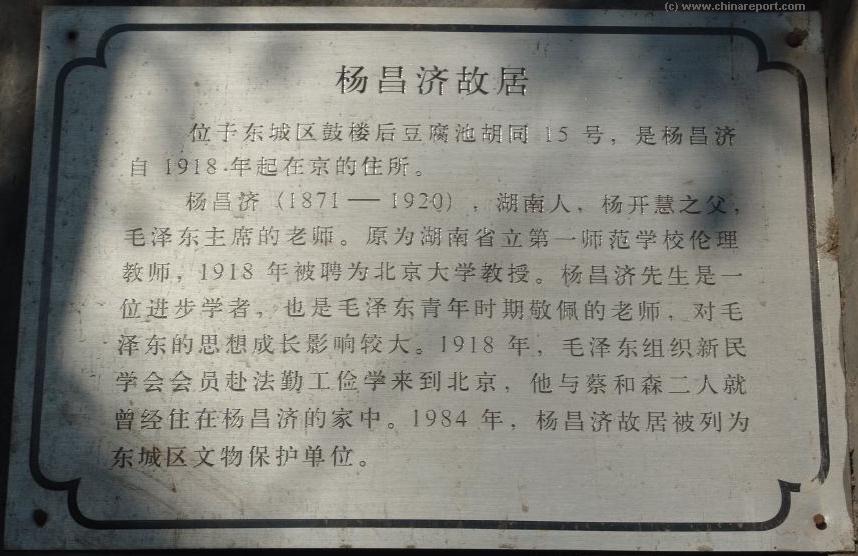 (c) www.chinareport.com
杨昌济故居
位于东城区鼓楼后豆腐池胡同 15 号，是杨昌济
自 1918 年起在京的住所。
杨昌济（1871 — 1920），湖南人，杨开慧之父，
毛泽东主席的老师。原为湖南省立第一师范学校伦理
教师，1918 年被聘为北京大学教授。杨昌济先生是一
位进步学者，也是毛泽东青年时期敬佩的老师，对毛
泽东的思想成长影响较大。1918 年，毛泽东组织新民
学会会员赴法勤工俭学来到北京，他与蔡和森二人就
曾经住在杨昌济的家中。1984 年，杨昌济故居被列为
东城区文物保护单位。